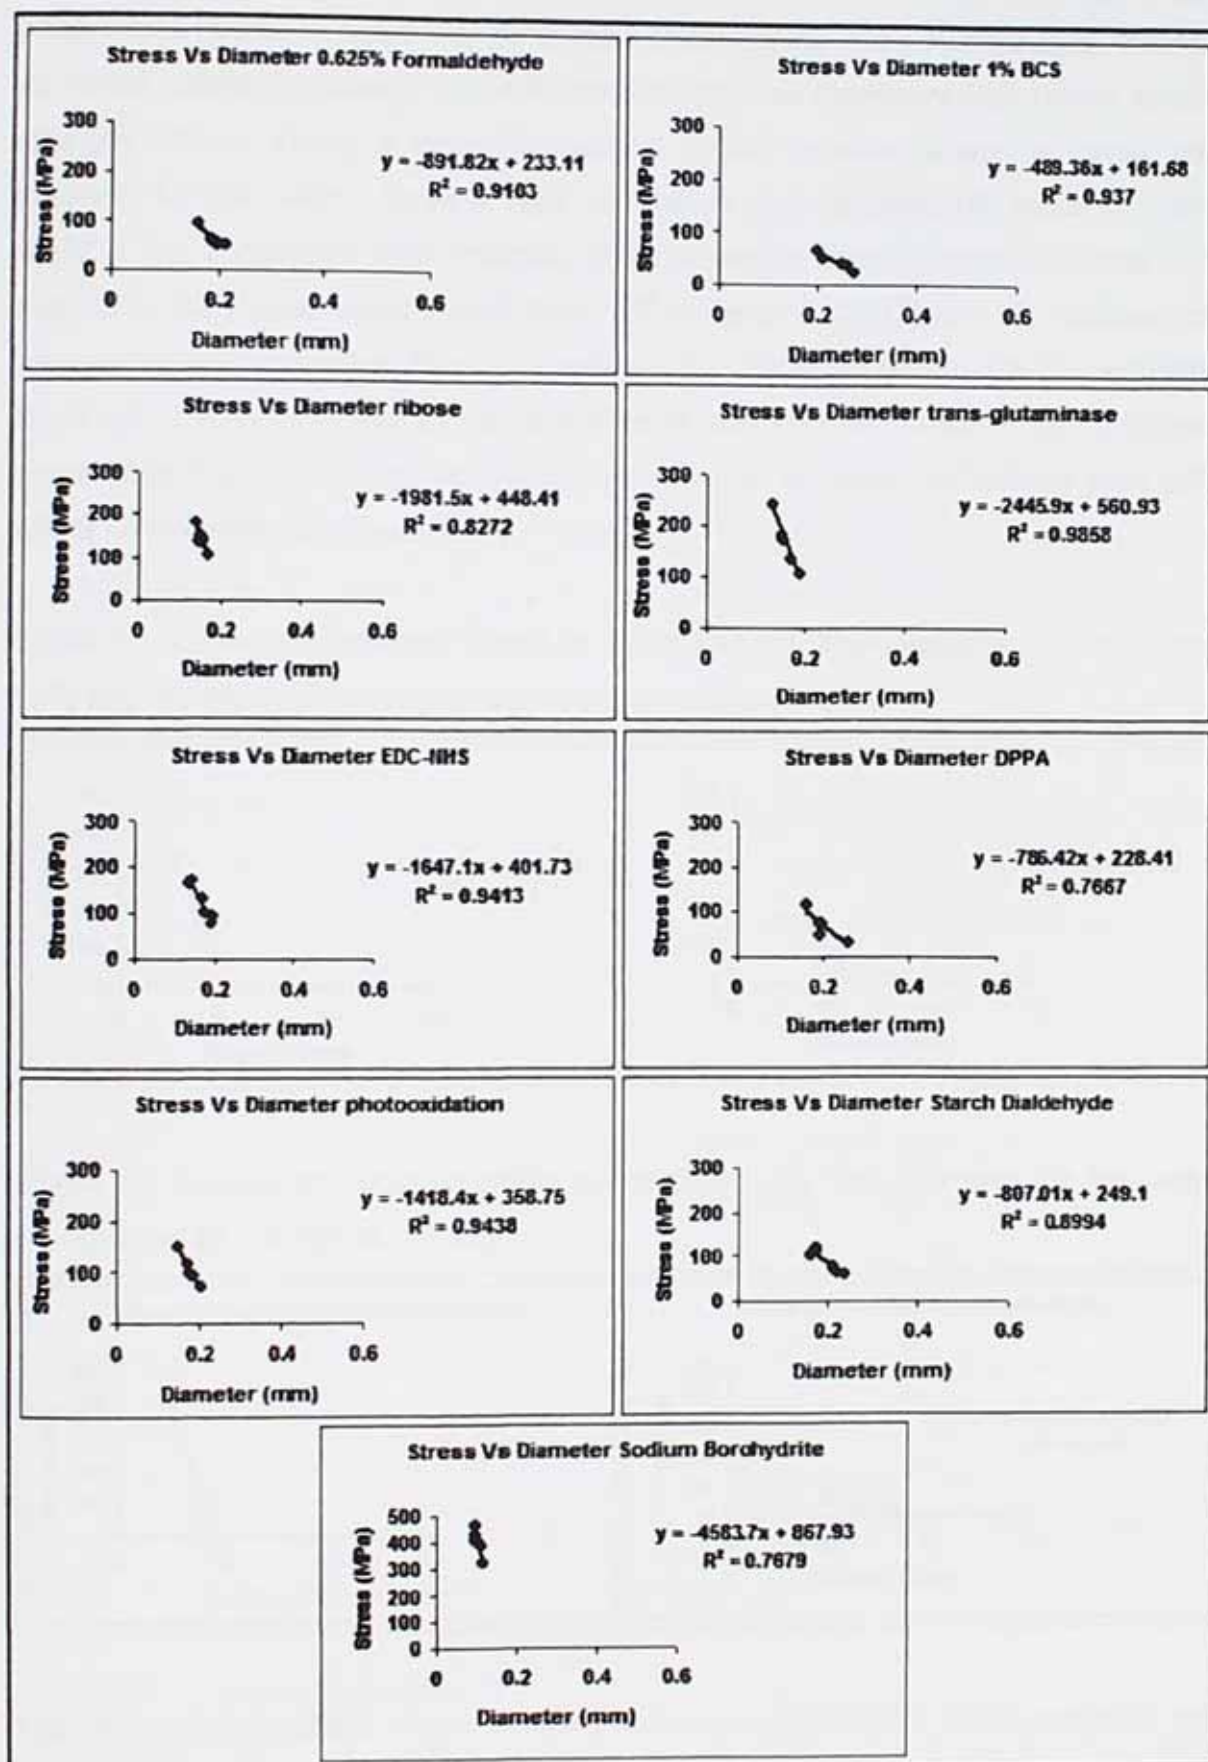 Stress Vs Diameter 0.625% Formaldehyde
300
200
100
0
Stress (MPa)
y = -891.82x + 233.11
R² = 0.9103
0 0.2 0.4 0.6
Diameter (mm)
Stress Vs Diameter 1% BCS
300
200
100
0
Stress (MPa)
y = -489.36x + 161.68
R² = 0.937
0 0.2 0.4 0.6
Diameter (mm)
Stress Vs Diameter ribose
300
200
100
0
Stress (MPa)
y = -1981.5x + 448.41
R² = 0.8272
0 0.2 0.4 0.6
Diameter (mm)
Stress Vs Diameter trans-glutaminase
300
200
100
0
Stress (MPa)
y = -2445.9x + 560.93
R² = 0.9858
0 0.2 0.4 0.6
Diameter (mm)
Stress Vs Diameter EDC-NHS
300
200
100
0
Stress (MPa)
y = -1647.1x + 401.73
R² = 0.9413
0 0.2 0.4 0.6
Diameter (mm)
Stress Vs Diameter DPPA
300
200
100
0
Stress (MPa)
y = -786.42x + 228.41
R² = 0.7667
0 0.2 0.4 0.6
Diameter (mm)
Stress Vs Diameter photooxidation
300
200
100
0
Stress (MPa)
y = -1418.4x + 358.75
R² = 0.9438
0 0.2 0.4 0.6
Diameter (mm)
Stress Vs Diameter Starch Dialdehyde
300
200
100
0
Stress (MPa)
y = -807.01x + 249.1
R² = 0.8994
0 0.2 0.4 0.6
Diameter (mm)
Stress Vs Diameter Sodium Borohydrite
500
400
300
200
100
0
Stress (MPa)
y = -4583.7x + 867.93
R² = 0.7679
0 0.2 0.4 0.6
Diameter (mm)